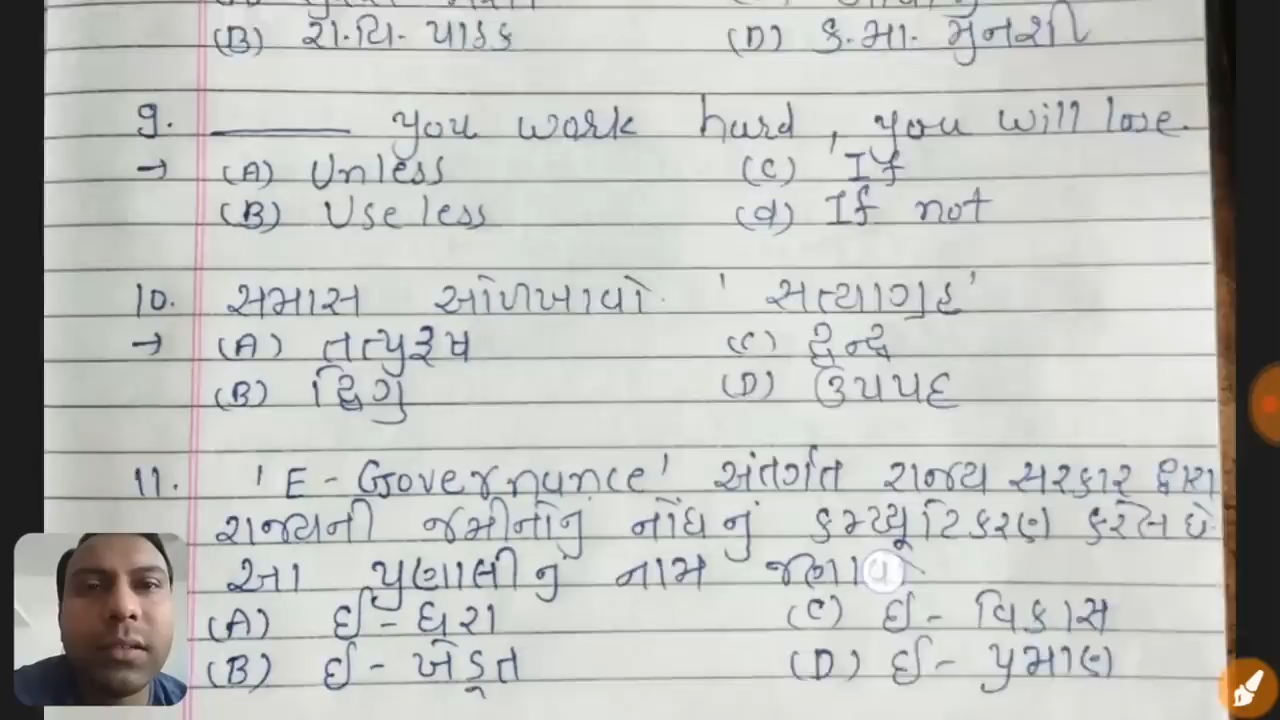 (B) રા.વિ. પાઠક
(D) ક.મા. મુનશી
9. ______ you work hard, you will lose.
→ (A) Unless
(C) If
(B) Useless
(d) If not
10. સમાસ ઓળખાવો. 'સત્યાગ્રહ'
→ (A) તત્પુરૂષ
(C) દ્વન્દ્વ
(B) દ્વિગુ
(D) ઉપપદ
11. 'E-Governance' અંતર્ગત રાજ્ય સરકાર દ્વારા
રાજ્યની જમીનોનું નોંધનું કમ્પ્યૂટિકરણ કરેલ છે.
આ પ્રણાલીનું નામ જણાવો.
(A) ઈ-ધરા
(C) ઈ-વિકાસ
(B) ઈ-ખેડૂત
(D) ઈ-પ્રમાણ